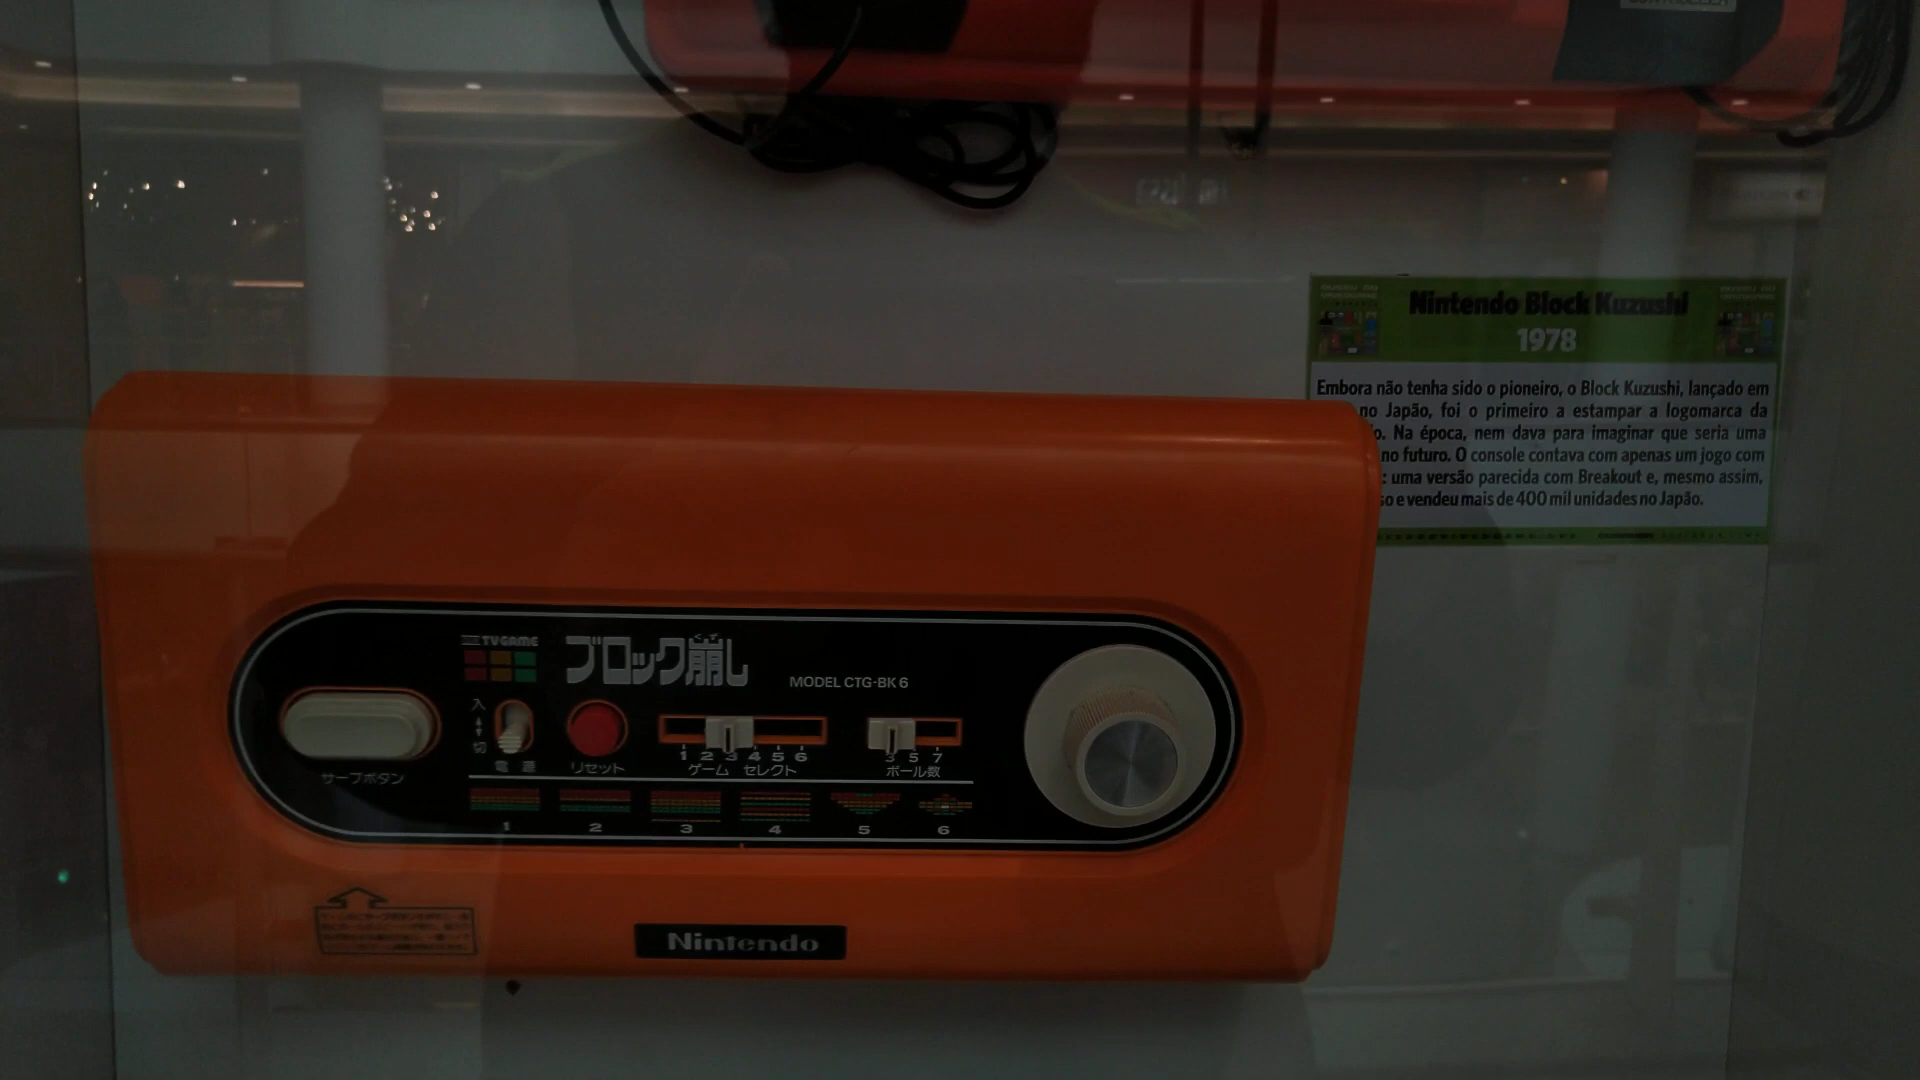 Nintendo Block Kuzushi
1978
Embora não tenha sido o pioneiro, o Block Kuzushi, lançado em
no Japão, foi o primeiro a estampar a logomarca da
o. Na época, nem dava para imaginar que seria uma
no futuro. O console contava com apenas um jogo com
: uma versão parecida com Breakout e, mesmo assim,
so e vendeu mais de 400 mil unidades no Japão.
TV GAME
くず
ブロック崩し
MODEL CTG-BK 6
入
切
電源
リセット
サーブボタン
1 2 3 4 5 6
ゲーム セレクト
3 5 7
ボール数
1 2 3 4 5 6
Nintendo